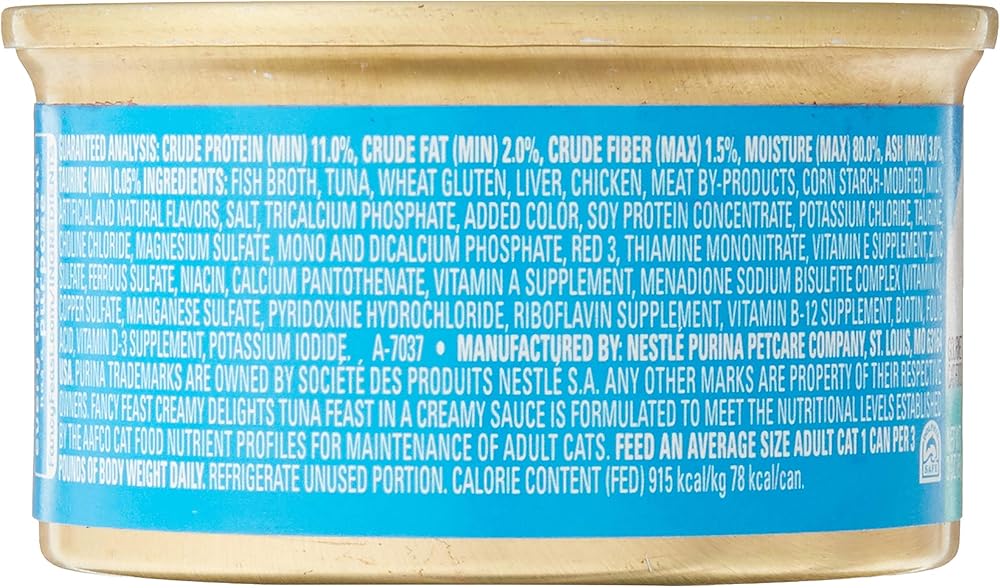 GUARANTEED ANALYSIS: CRUDE PROTEIN (MIN) 11.0%, CRUDE FAT (MIN) 2.0%, CRUDE FIBER (MAX) 1.5%, MOISTURE (MAX) 80.0%, ASH (MAX) 3.0%,
TAURINE (MIN) 0.05% INGREDIENTS: FISH BROTH, TUNA, WHEAT GLUTEN, LIVER, CHICKEN, MEAT BY-PRODUCTS, CORN STARCH-MODIFIED, MILK,
ARTIFICIAL AND NATURAL FLAVORS, SALT TRICALCIUM PHOSPHATE, ADDED COLOR, SOY PROTEIN CONCENTRATE, POTASSIUM CHLORIDE, TAURINE,
CHOLINE CHLORIDE, MAGNESIUM SULFATE, MONO AND DICALCIUM PHOSPHATE, RED 3, THIAMINE MONONITRATE, VITAMIN E SUPPLEMENT, ZINC
SULFATE, FERROUS SULFATE, NIACIN, CALCIUM PANTOTHENATE, VITAMIN A SUPPLEMENT, MENADIONE SODIUM BISULFITE COMPLEX (VITAMIN K),
COPPER SULFATE, MANGANESE SULFATE, PYRIDOXINE HYDROCHLORIDE, RIBOFLAVIN SUPPLEMENT, VITAMIN B-12 SUPPLEMENT, BIOTIN, FOLIC
ACID, VITAMIN D-3 SUPPLEMENT, POTASSIUM IODIDE. A-7037 • MANUFACTURED BY: NESTLÉ PURINA PETCARE COMPANY, ST. LOUIS, MO 63164
USA. PURINA TRADEMARKS ARE OWNED BY SOCIÉTÉ DES PRODUITS NESTLÉ S.A. ANY OTHER MARKS ARE PROPERTY OF THEIR RESPECTIVE
OWNERS. FANCY FEAST CREAMY DELIGHTS TUNA FEAST IN A CREAMY SAUCE IS FORMULATED TO MEET THE NUTRITIONAL LEVELS ESTABLISHED
BY THE AAFCO CAT FOOD NUTRIENT PROFILES FOR MAINTENANCE OF ADULT CATS. FEED AN AVERAGE SIZE ADULT CAT 1 CAN PER 3
POUNDS OF BODY WEIGHT DAILY. REFRIGERATE UNUSED PORTION. CALORIE CONTENT (FED) 915 kcal/kg 78 kcal/can.
SAFE